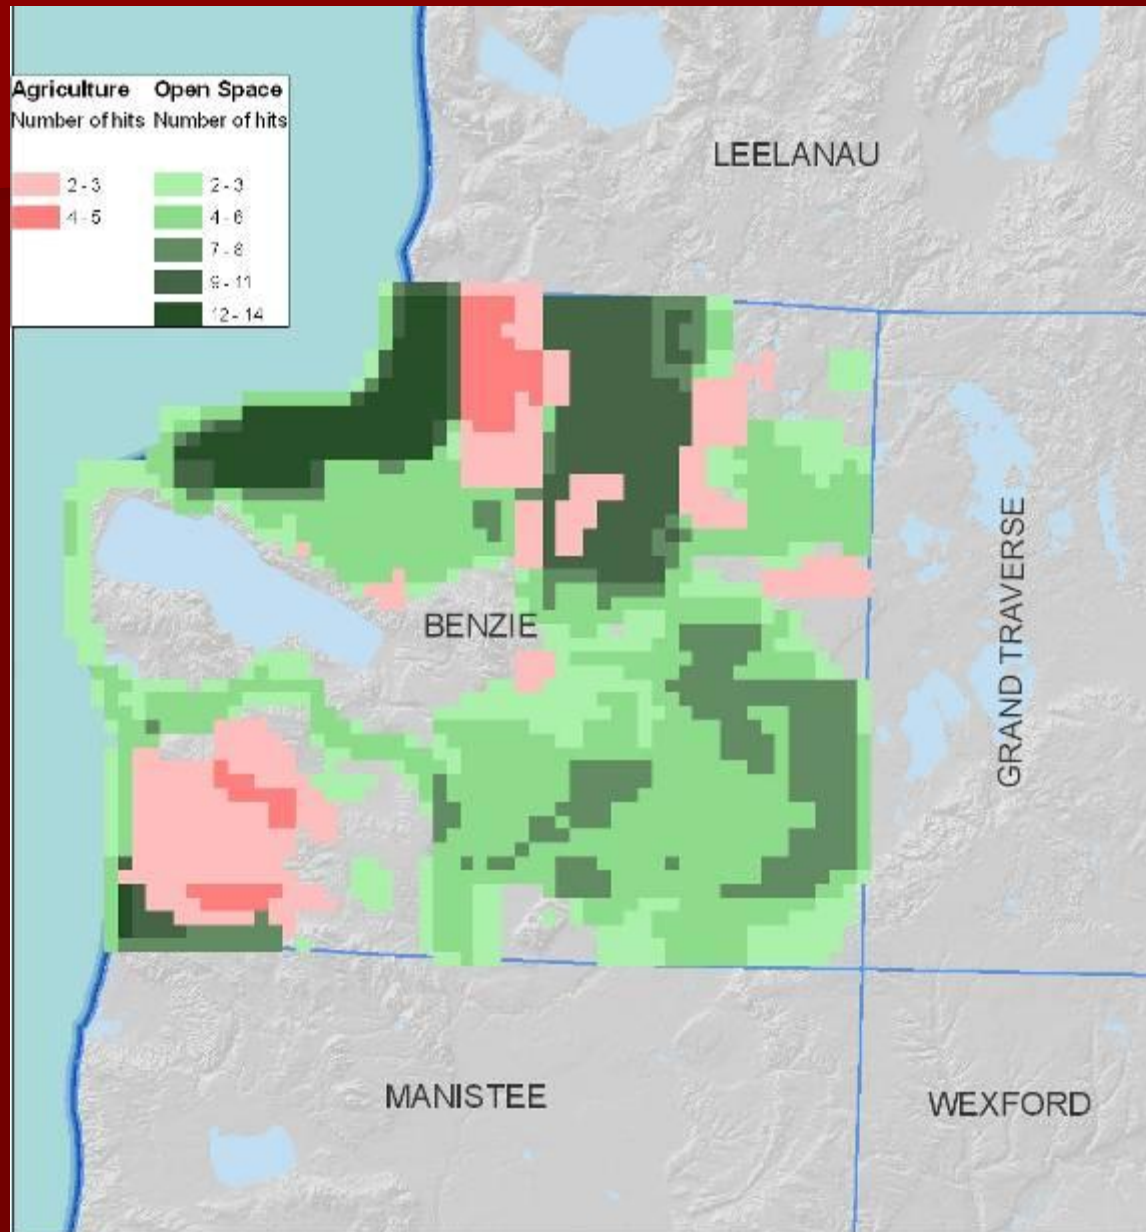 Agriculture Open Space
Number of hits Number of hits
2 - 3 2 - 3
4 - 5 4 - 6
7 - 8
9 - 11
12 - 14
LEELANAU
GRAND TRAVERSE
BENZIE
MANISTEE
WEXFORD